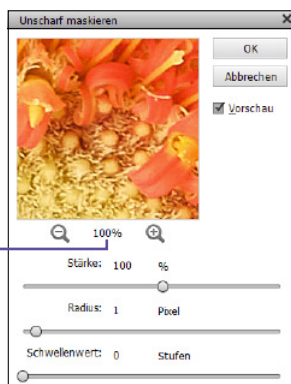 Unscharf maskieren
OK
Abbrechen
Vorschau
100%
Stärke: 100 %
Radius: 1 Pixel
Schwellenwert: 0 Stufen